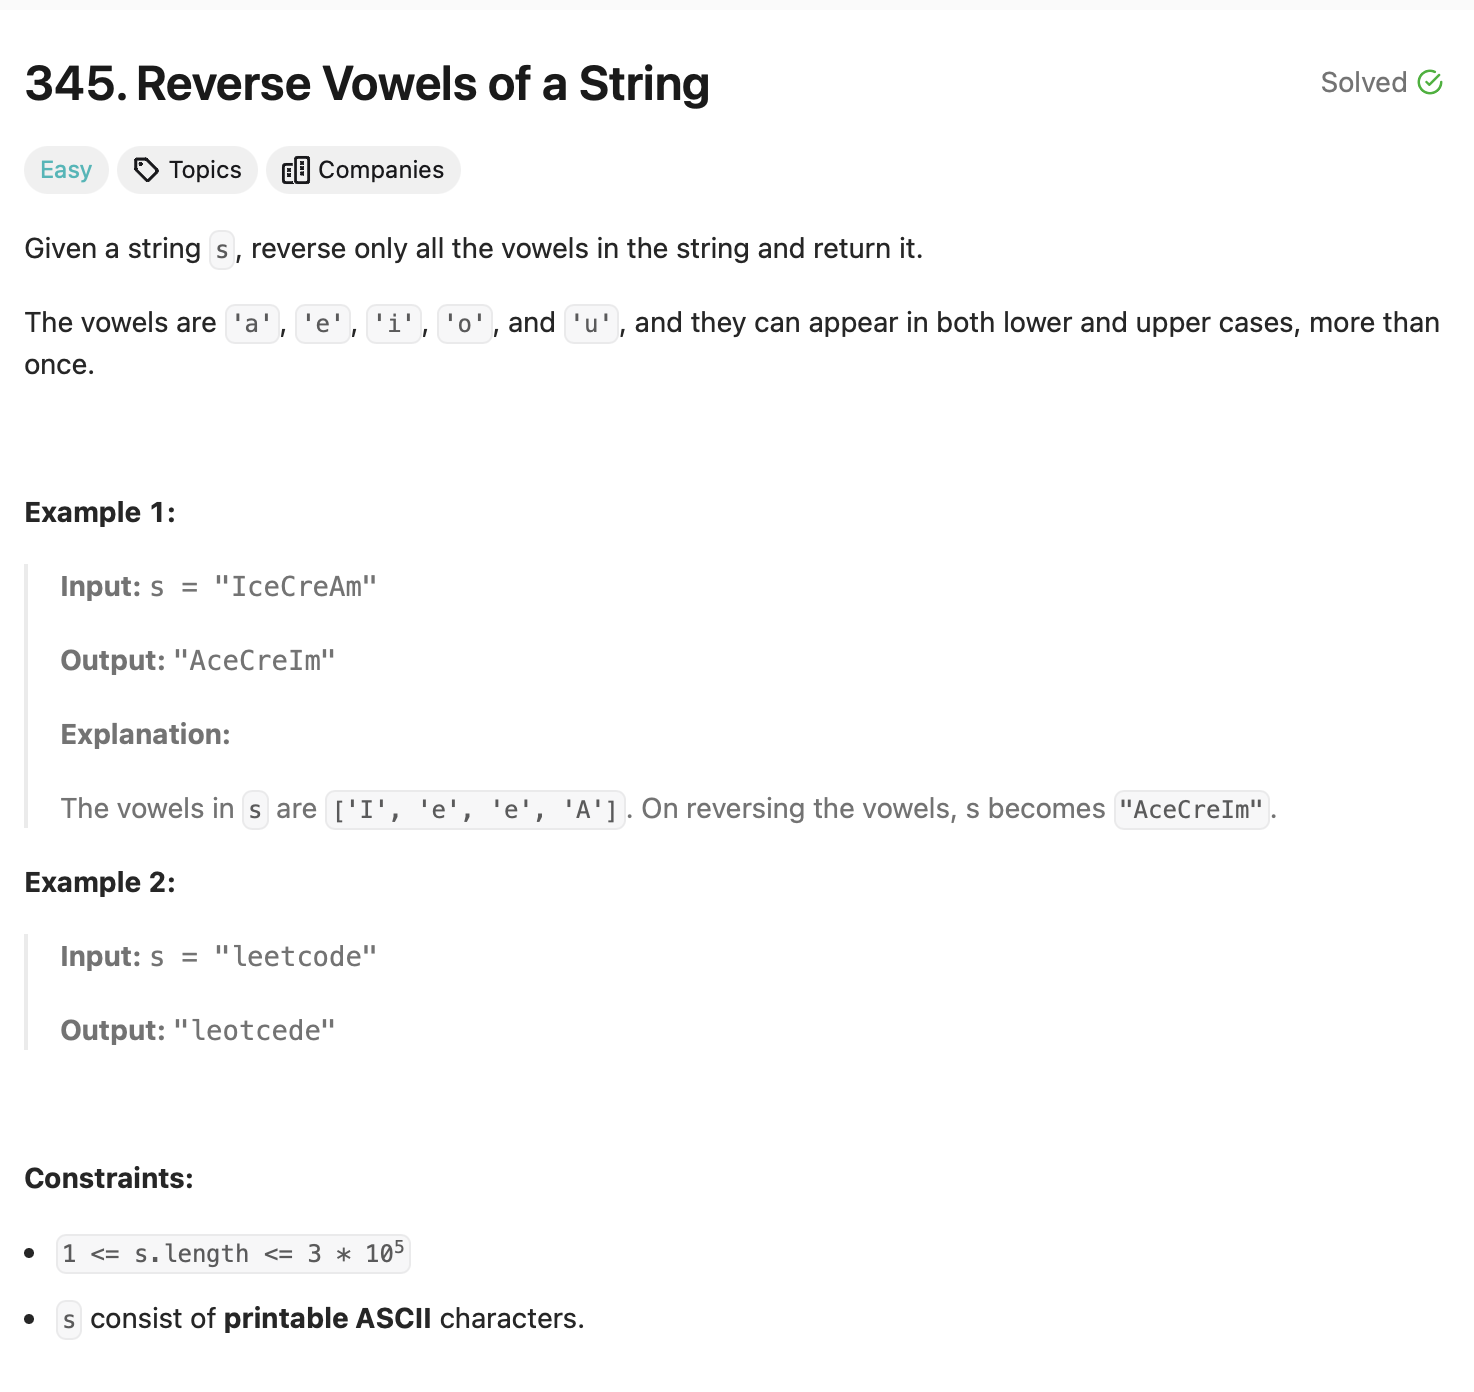 345. Reverse Vowels of a String
Solved
Easy
Topics
Companies
Given a string s, reverse only all the vowels in the string and return it.
The vowels are 'a', 'e', 'i', 'o', and 'u', and they can appear in both lower and upper cases, more than
once.
Example 1:
Input: s = "IceCreAm"
Output: "AceCreIm"
Explanation:
The vowels in s are ['I', 'e', 'e', 'A']. On reversing the vowels, s becomes "AceCreIm".
Example 2:
Input: s = "leetcode"
Output: "leotcede"
Constraints:
• 1 <= s.length <= 3 * 10⁵
• s consist of printable ASCII characters.